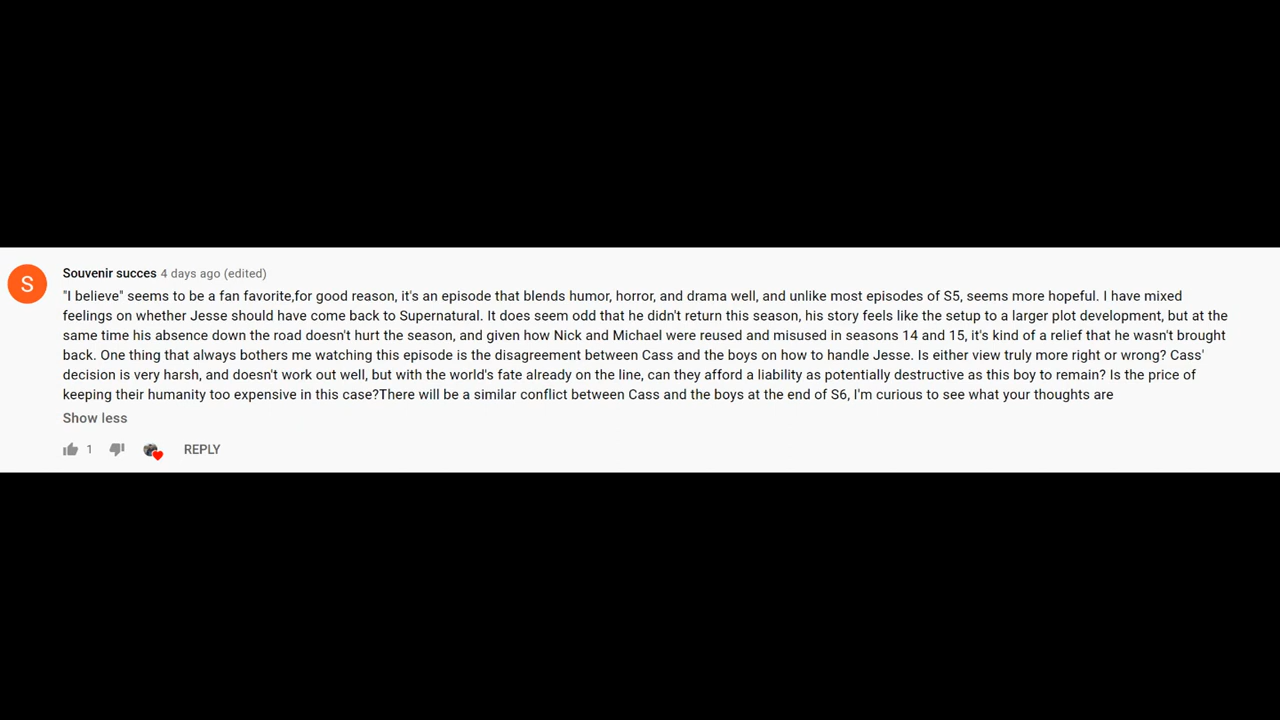 S
Souvenir succes 4 days ago (edited)
"I believe" seems to be a fan favorite,for good reason, it's an episode that blends humor, horror, and drama well, and unlike most episodes of S5, seems more hopeful. I have mixed
feelings on whether Jesse should have come back to Supernatural. It does seem odd that he didn't return this season, his story feels like the setup to a larger plot development, but at the
same time his absence down the road doesn't hurt the season, and given how Nick and Michael were reused and misused in seasons 14 and 15, it's kind of a relief that he wasn't brought
back. One thing that always bothers me watching this episode is the disagreement between Cass and the boys on how to handle Jesse. Is either view truly more right or wrong? Cass'
decision is very harsh, and doesn't work out well, but with the world's fate already on the line, can they afford a liability as potentially destructive as this boy to remain? Is the price of
keeping their humanity too expensive in this case?There will be a similar conflict between Cass and the boys at the end of S6, I'm curious to see what your thoughts are
Show less
1 REPLY